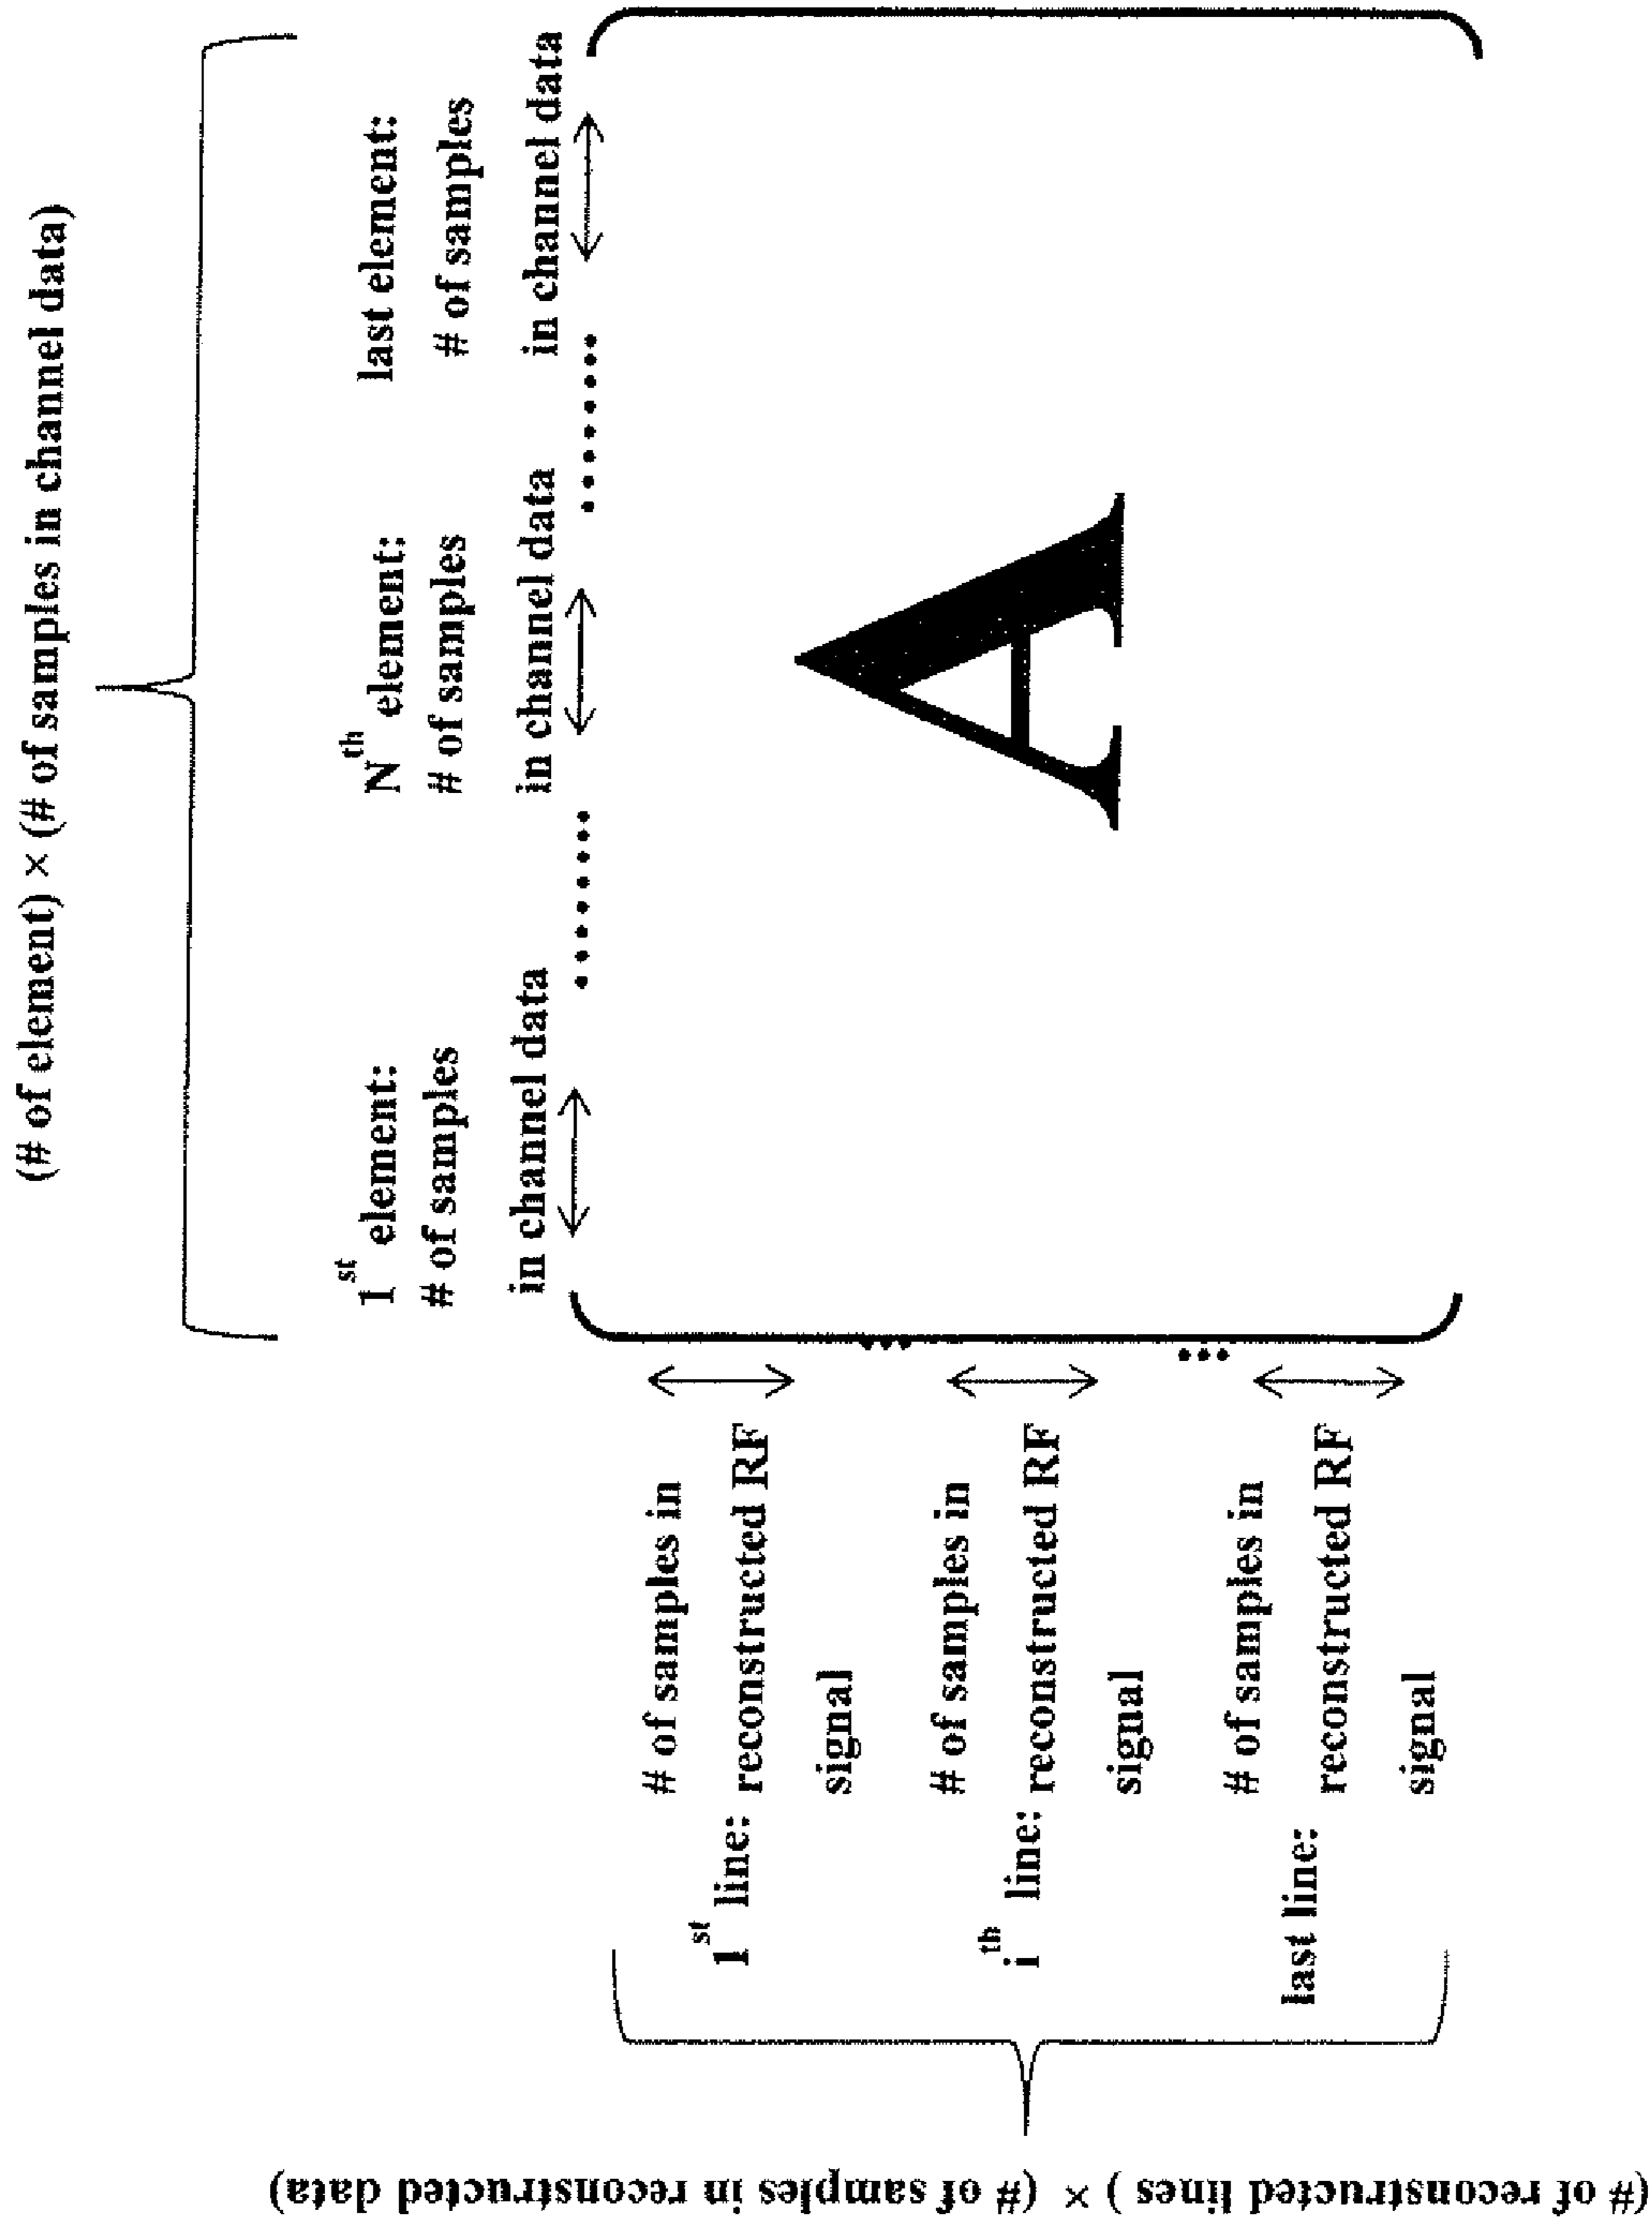 (# of element) × (# of samples in channel data)
1st element:
# of samples
in channel data
Nth element:
# of samples
in channel data
last element:
# of samples
in channel data
(# of reconstructed lines ) × (# of samples in reconstructed data)
1st line:
# of samples in
reconstructed RF
signal
ith line:
# of samples in
reconstructed RF
signal
last line:
# of samples in
reconstructed RF
signal
A